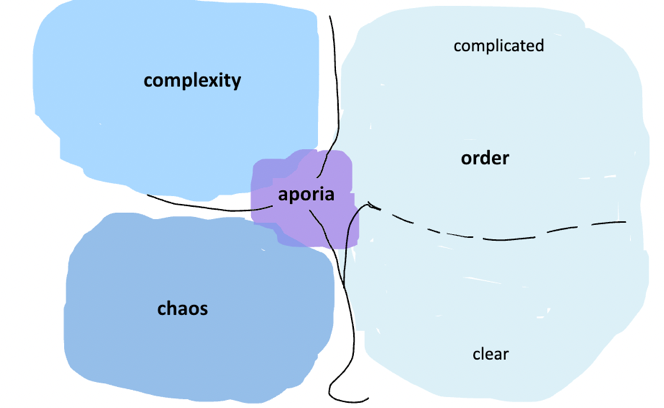 complicated
complexity
order
aporia
chaos
clear